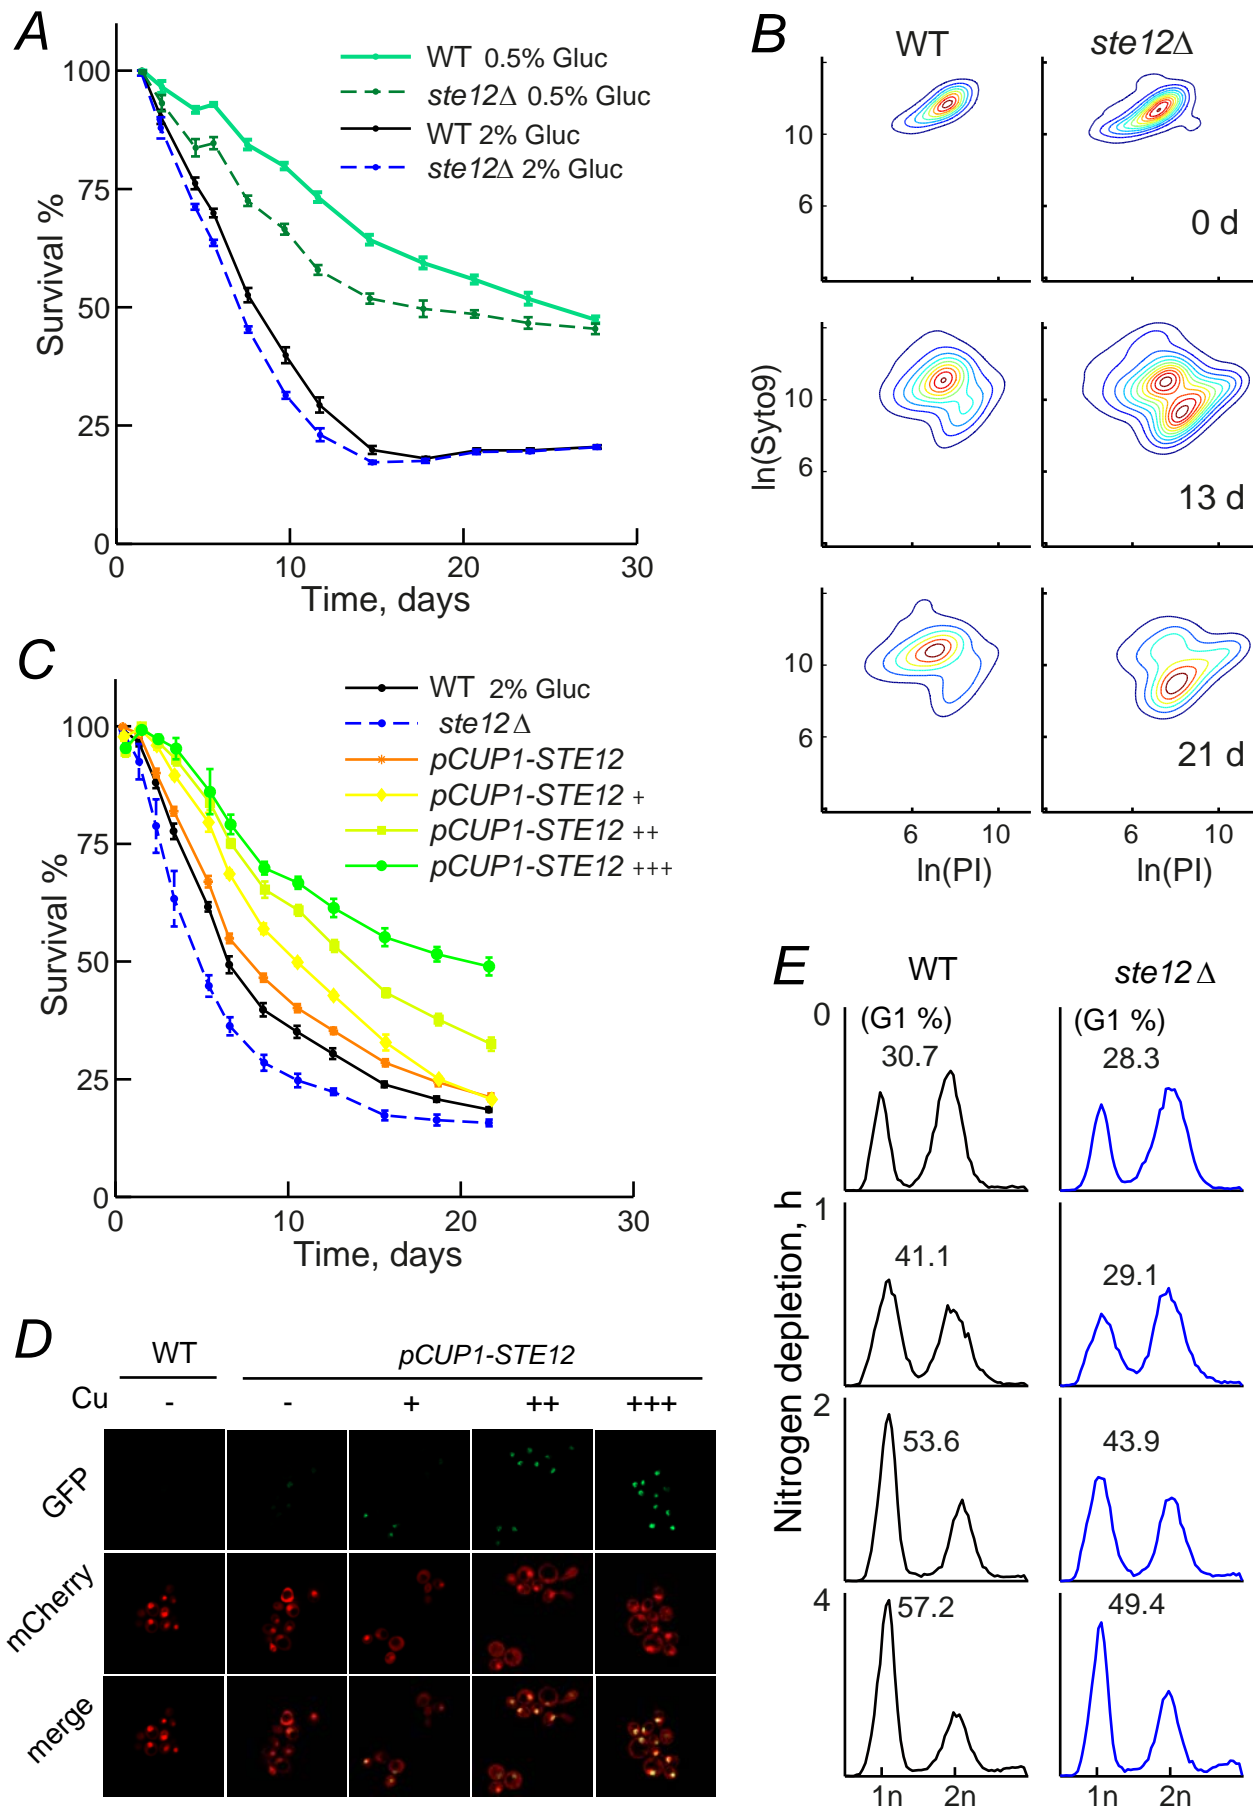 A
WT 0.5% Gluc
ste12Δ 0.5% Gluc
WT 2% Gluc
ste12Δ 2% Gluc
100
75
50
25
0
Survival %
0 10 20 30
Time, days
B
WT ste12Δ
10
6
0 d
ln(Syto9)
10
6
13 d
10
6
21 d
6 10 6 10
ln(PI) ln(PI)
C
WT 2% Gluc
ste12Δ
pCUP1-STE12
pCUP1-STE12 +
pCUP1-STE12 ++
pCUP1-STE12 +++
100
75
50
25
0
Survival %
0 10 20 30
Time, days
D
WT pCUP1-STE12
Cu - - + ++ +++
GFP
mCherry
merge
E
WT ste12Δ
Nitrogen depletion, h
0 (G1 %) (G1 %)
30.7 28.3
1
41.1 29.1
2
53.6 43.9
4
57.2 49.4
1n 2n 1n 2n